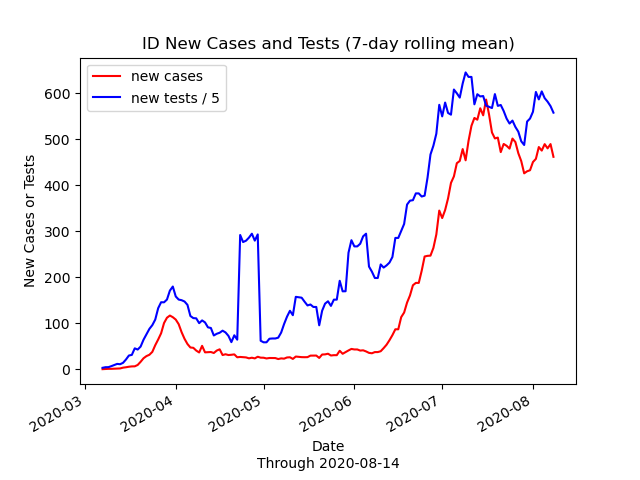 ID New Cases and Tests (7-day rolling mean)
new cases
new tests / 5
New Cases or Tests
600
500
400
300
200
100
0
2020-03
2020-04
2020-05
2020-06
2020-07
2020-08
Date
Through 2020-08-14